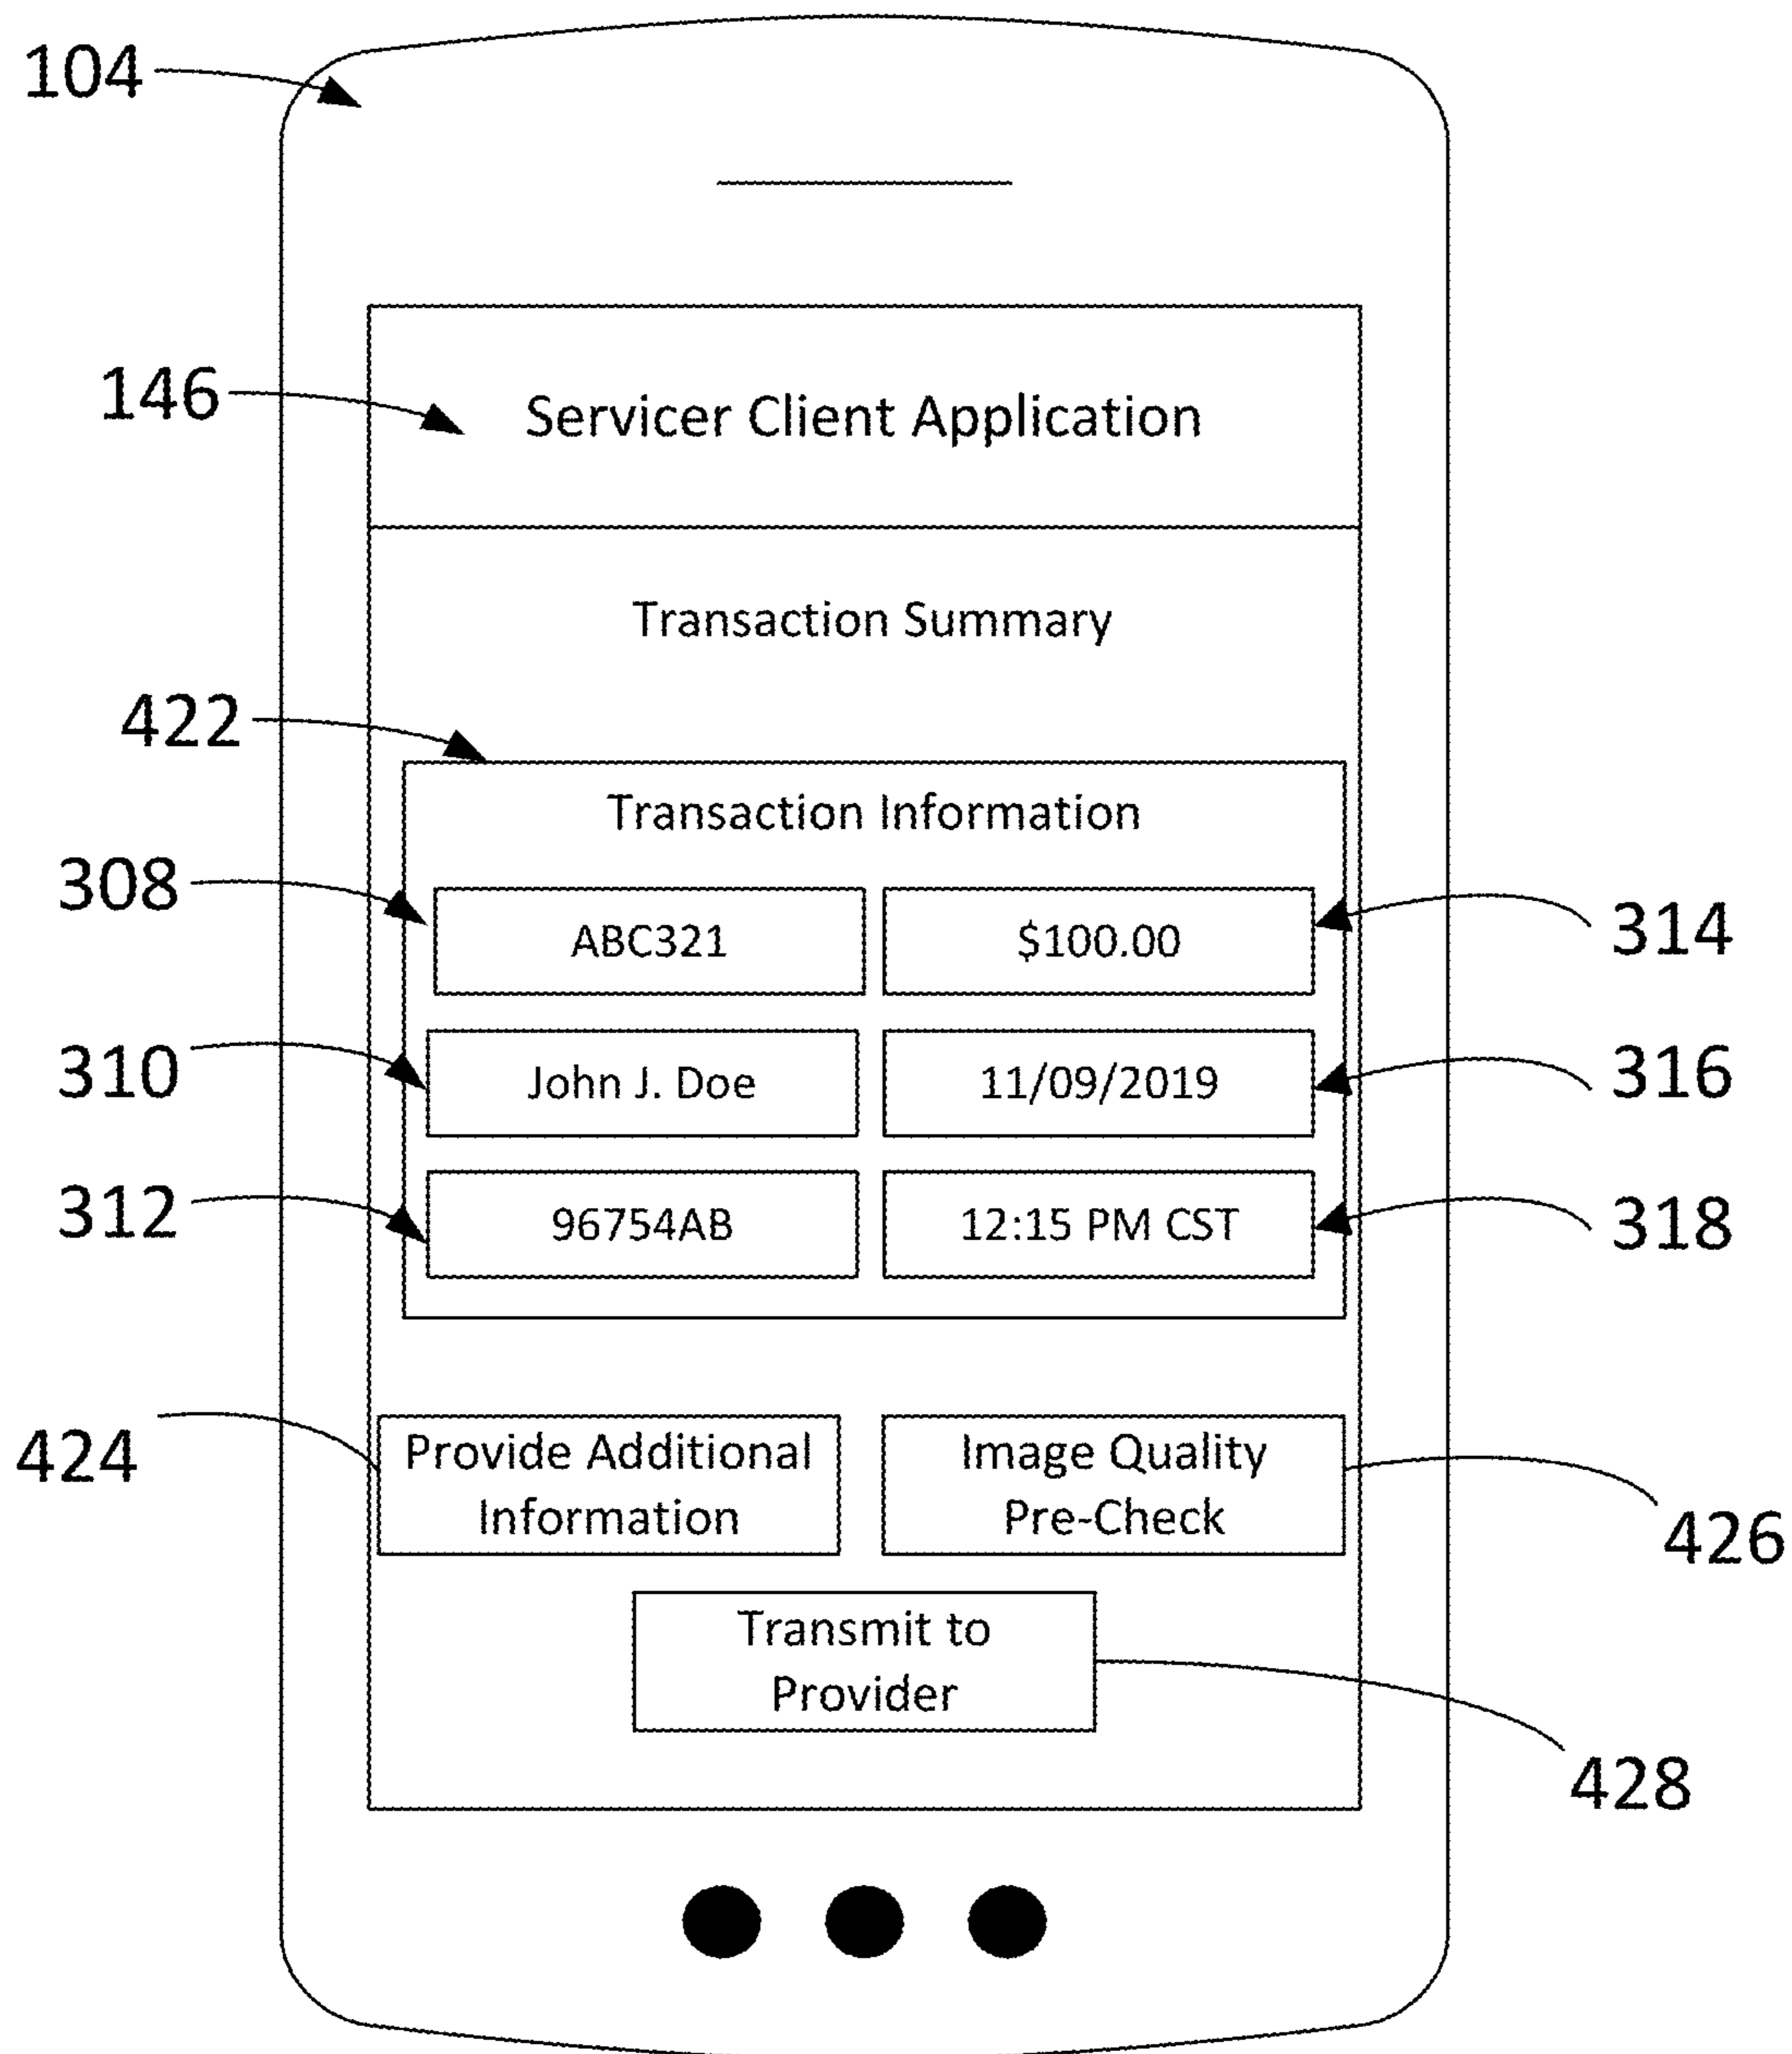 104
146
Servicer Client Application
Transaction Summary
422
Transaction Information
308
ABC321
$100.00
314
310
John J. Doe
11/09/2019
316
312
96754AB
12:15 PM CST
318
424
Provide Additional
Information
Image Quality
Pre-Check
426
Transmit to
Provider
428